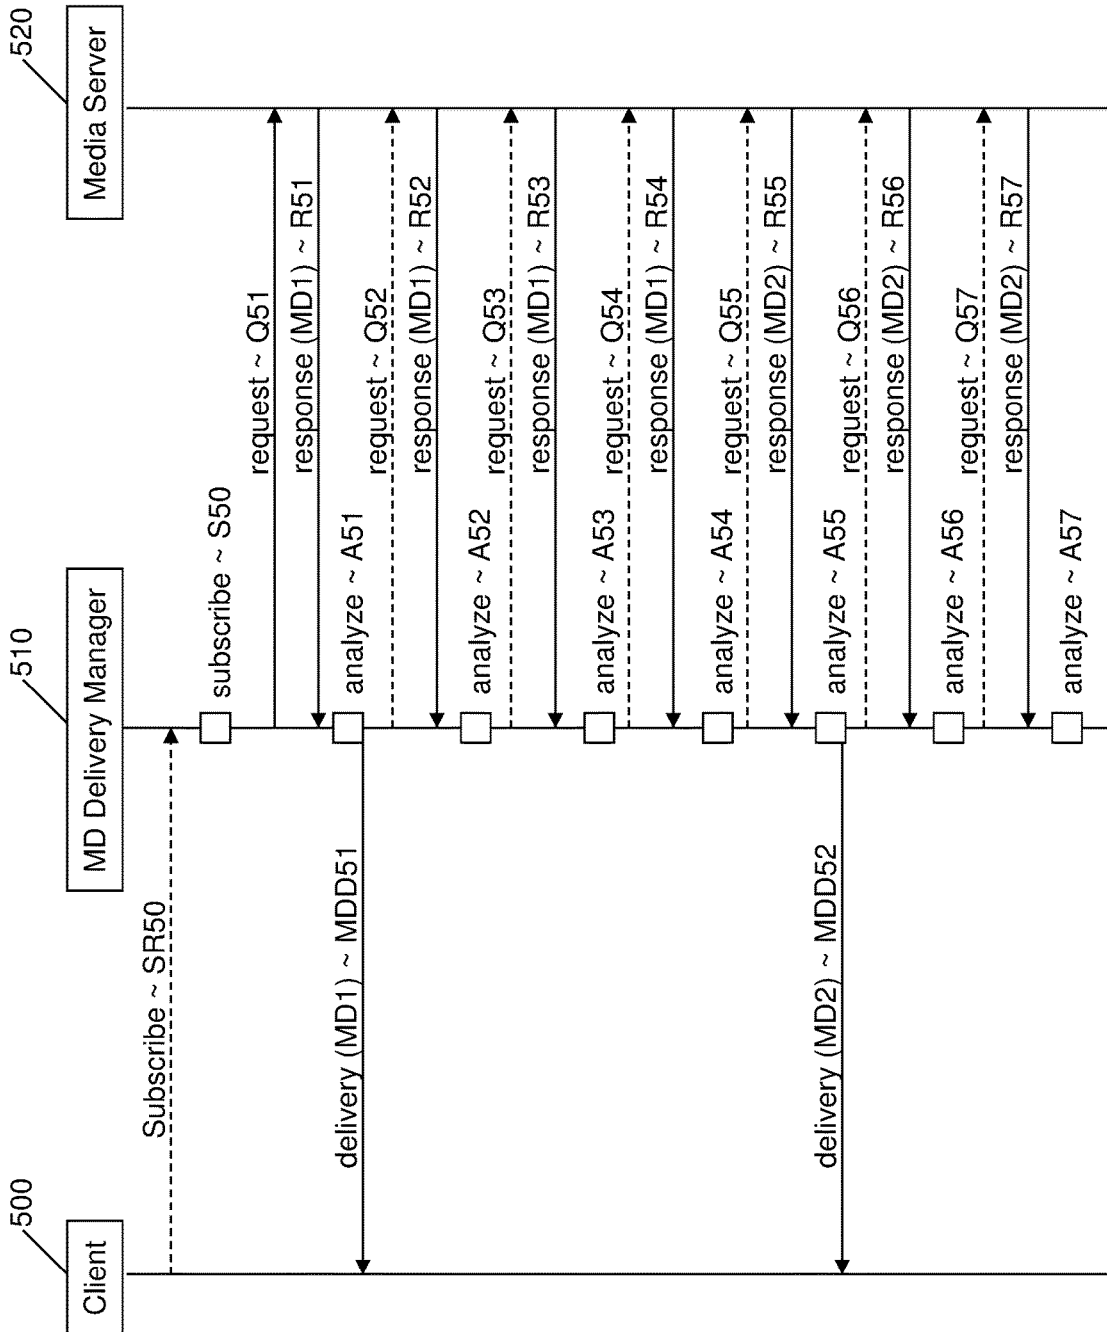 500
510
520
Client
MD Delivery Manager
Media Server
Subscribe ~ SR50
subscribe ~ S50
request ~ Q51
response (MD1) ~ R51
analyze ~ A51
delivery (MD1) ~ MDD51
request ~ Q52
response (MD1) ~ R52
analyze ~ A52
request ~ Q53
response (MD1) ~ R53
analyze ~ A53
request ~ Q54
response (MD1) ~ R54
analyze ~ A54
request ~ Q55
response (MD2) ~ R55
analyze ~ A55
delivery (MD2) ~ MDD52
request ~ Q56
response (MD2) ~ R56
analyze ~ A56
request ~ Q57
response (MD2) ~ R57
analyze ~ A57